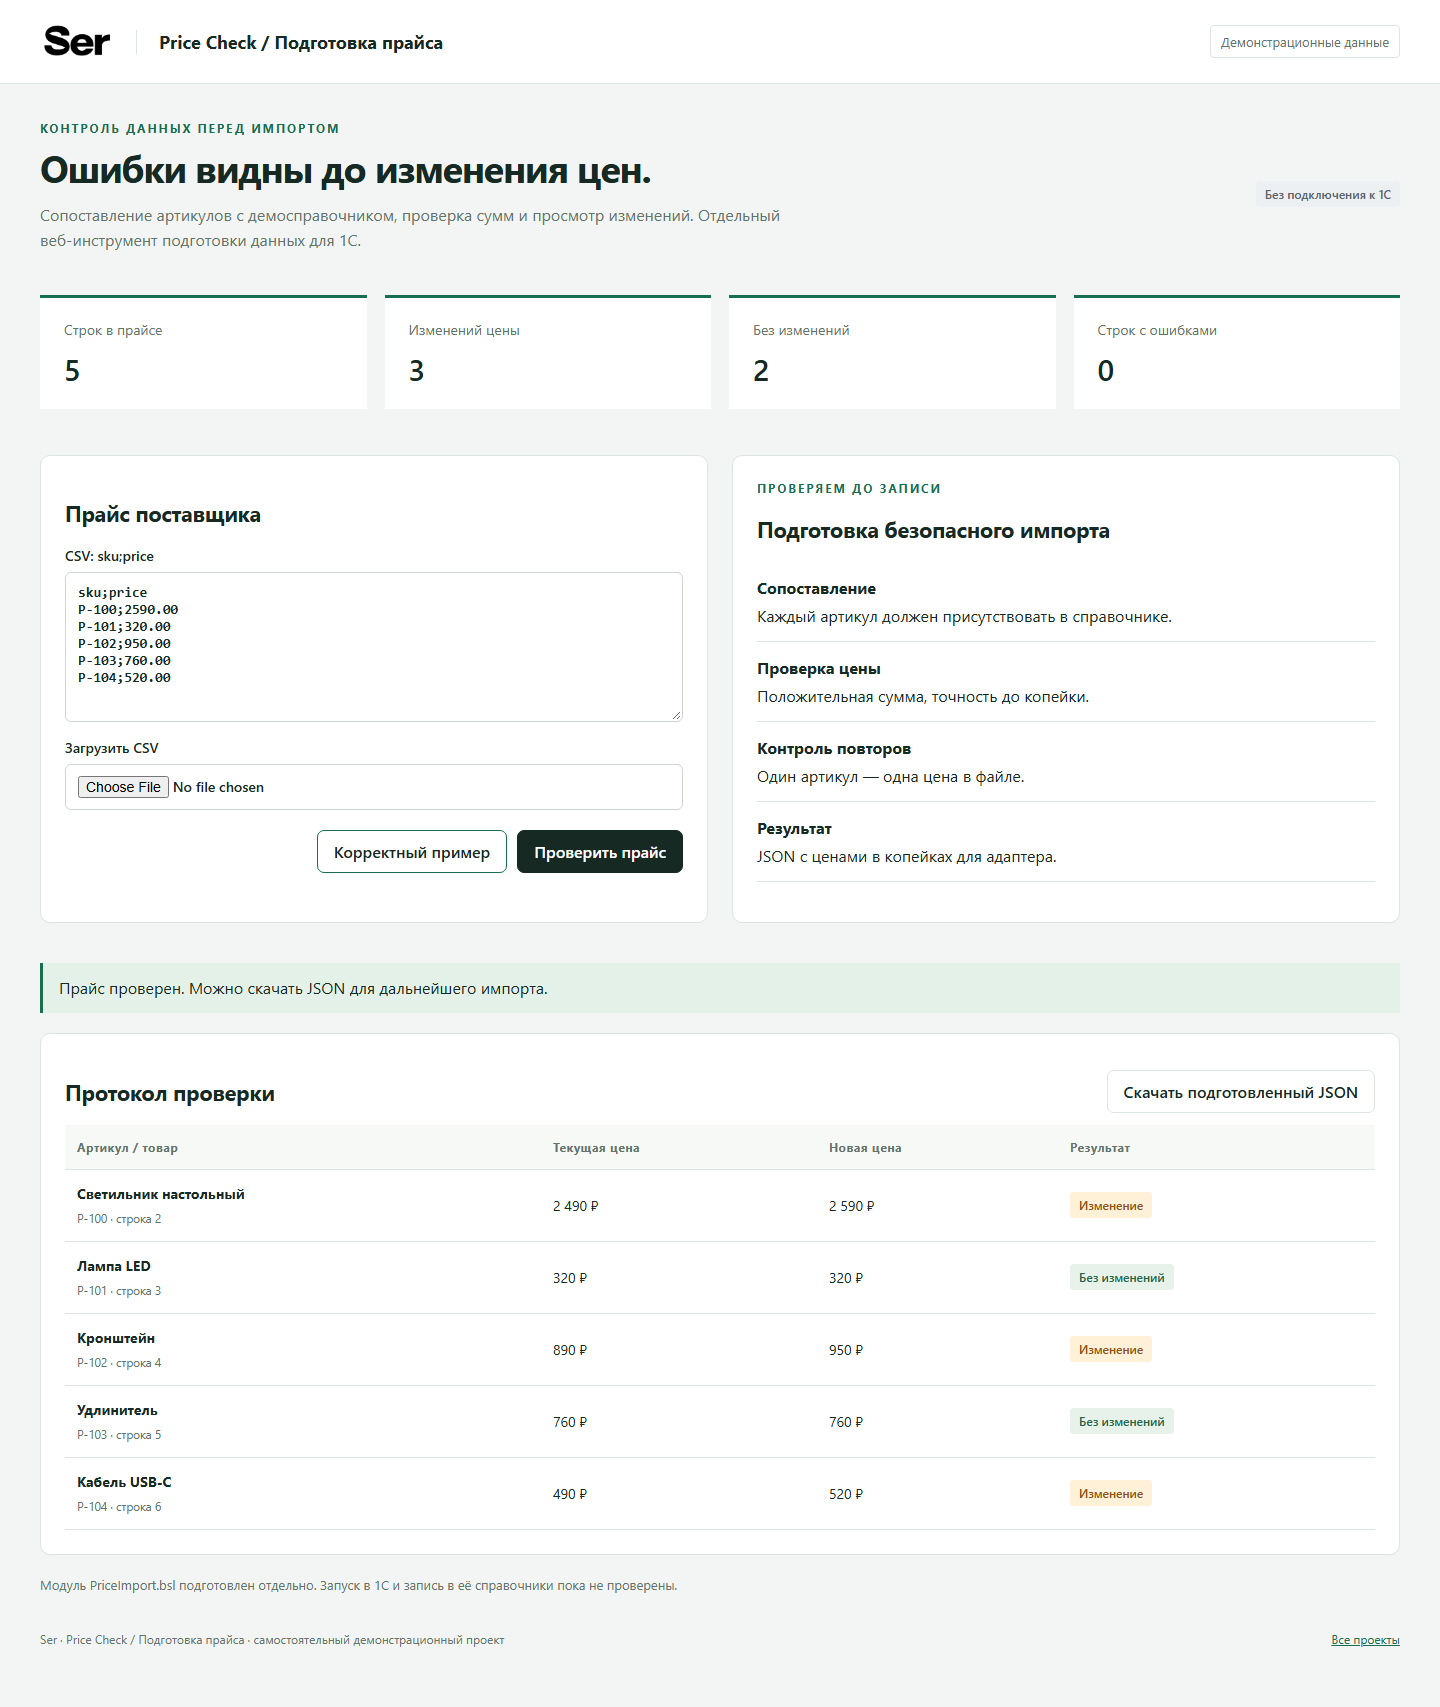 Ser
Price Check / Подготовка прайса
Демонстрационные данные
КОНТРОЛЬ ДАННЫХ ПЕРЕД ИМПОРТОМ
Ошибки видны до изменения цен.
Сопоставление артикулов с демосправочником, проверка сумм и просмотр изменений. Отдельный
веб-инструмент подготовки данных для 1С.
Без подключения к 1С
Строк в прайсе
5
Изменений цены
3
Без изменений
2
Строк с ошибками
0
Прайс поставщика
CSV: sku;price
sku;price
P-100;2590.00
P-101;320.00
P-102;950.00
P-103;760.00
P-104;520.00
Загрузить CSV
Choose File No file chosen
Корректный пример
Проверить прайс
ПРОВЕРЯЕМ ДО ЗАПИСИ
Подготовка безопасного импорта
Сопоставление
Каждый артикул должен присутствовать в справочнике.
Проверка цены
Положительная сумма, точность до копейки.
Контроль повторов
Один артикул — одна цена в файле.
Результат
JSON с ценами в копейках для адаптера.
Прайс проверен. Можно скачать JSON для дальнейшего импорта.
Протокол проверки
Скачать подготовленный JSON
Артикул / товар Текущая цена Новая цена Результат
Светильник настольный
P-100 · строка 2
2 490 ₽ 2 590 ₽ Изменение
Лампа LED
P-101 · строка 3
320 ₽ 320 ₽ Без изменений
Кронштейн
P-102 · строка 4
890 ₽ 950 ₽ Изменение
Удлинитель
P-103 · строка 5
760 ₽ 760 ₽ Без изменений
Кабель USB-C
P-104 · строка 6
490 ₽ 520 ₽ Изменение
Модуль PriceImport.bsl подготовлен отдельно. Запуск в 1С и запись в её справочники пока не проверены.
Ser · Price Check / Подготовка прайса · самостоятельный демонстрационный проект
Все проекты